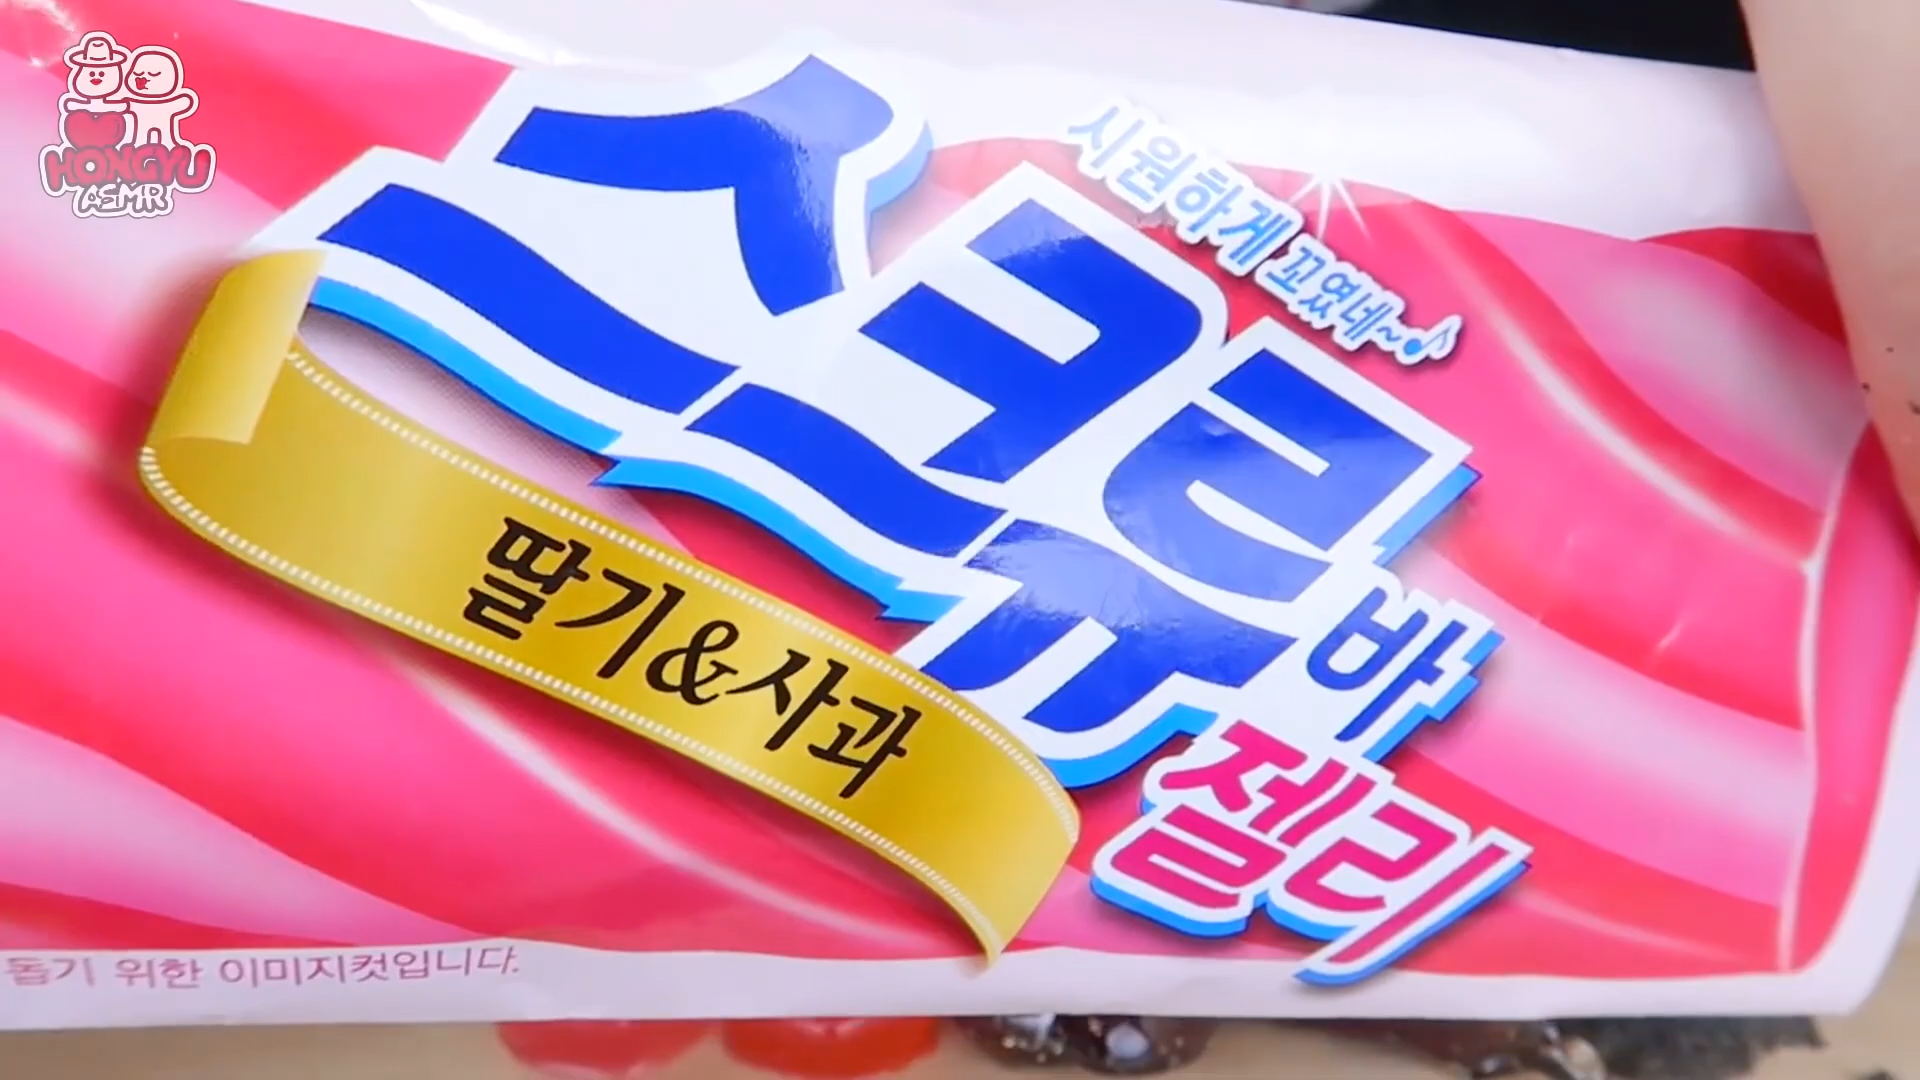 HONGYU
ASMR
시원하게 꼬였네~♪
스크류
바
젤리
딸기&사과
돕기 위한 이미지컷입니다.